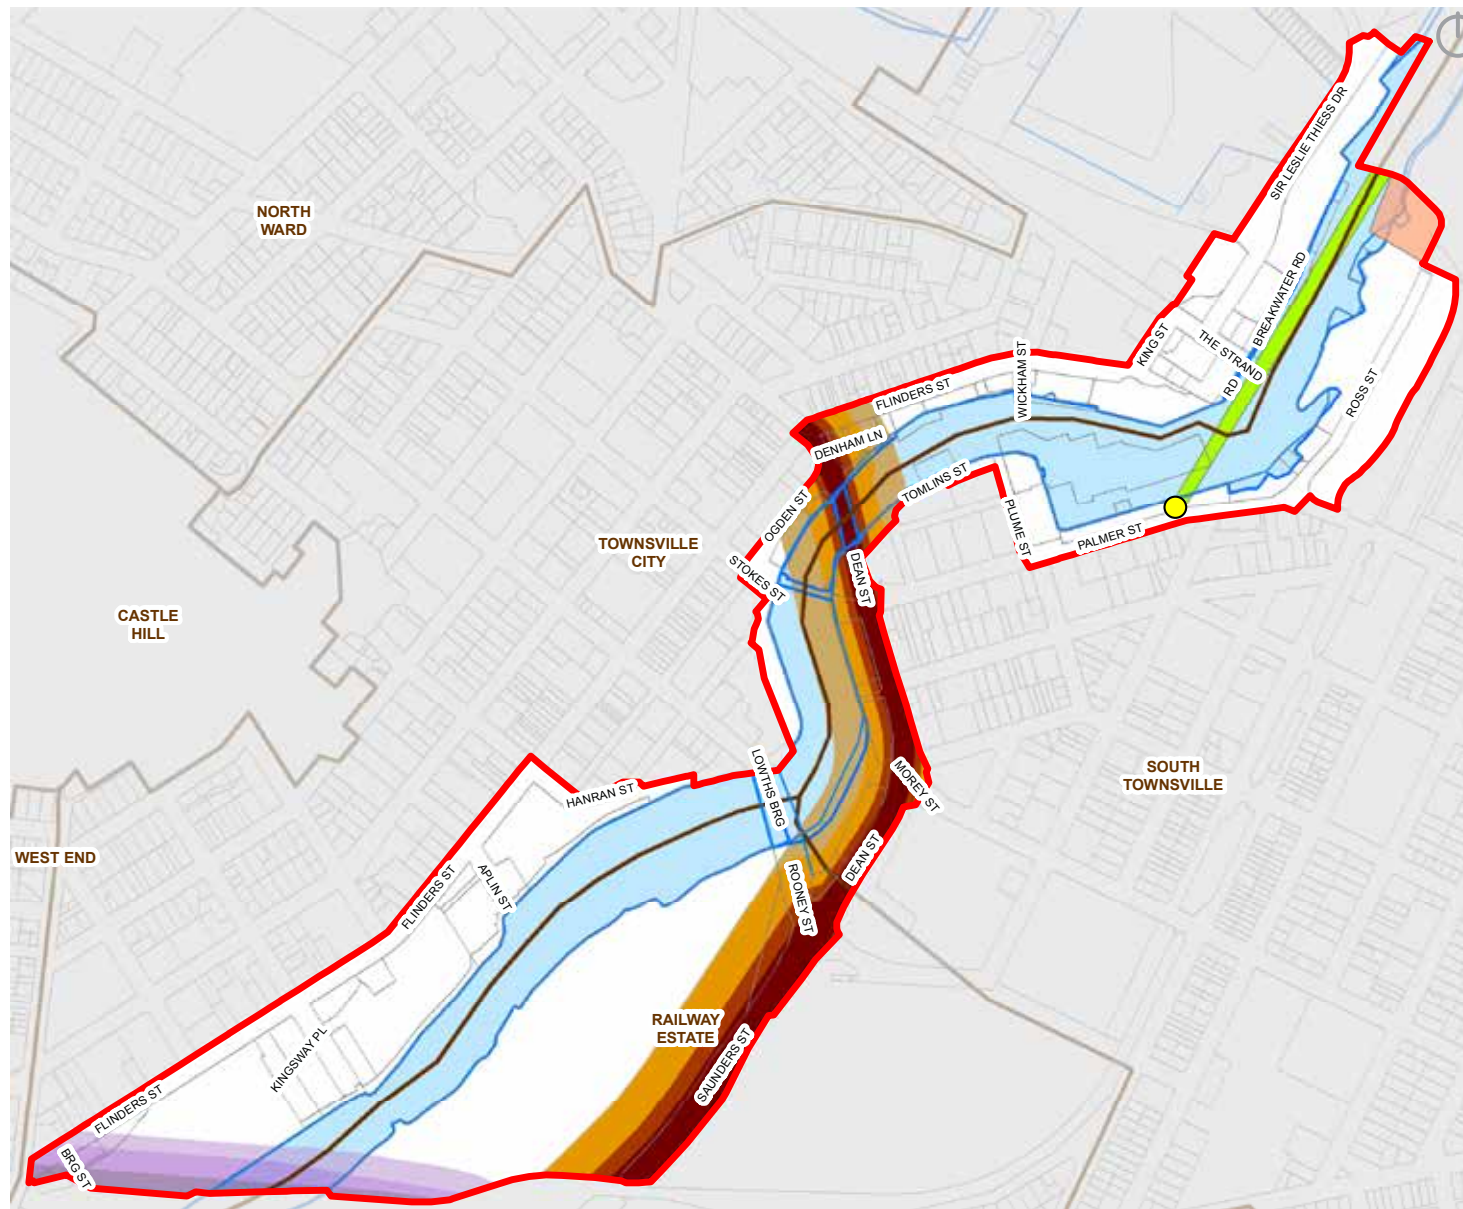 SIR LESLIE THIESS DR
NORTH
WARD
BREAKWATER RD
KING ST
THE STRAND
RD
WICKHAM ST
FLINDERS ST
ROSS ST
DENHAM LN
TOMLINS ST
OGDEN ST
PLUME ST
PALMER ST
TOWNSVILLE
CITY
STOKES ST
DEAN ST
CASTLE
HILL
SOUTH
TOWNSVILLE
LOWTHS BRG
MOREY ST
HANRAN ST
WEST END
DEAN ST
APLIN ST
FLINDERS ST
ROONEY ST
RAILWAY
ESTATE
KINGSWAY PL
SAUNDERS ST
FLINDERS ST
BRG ST